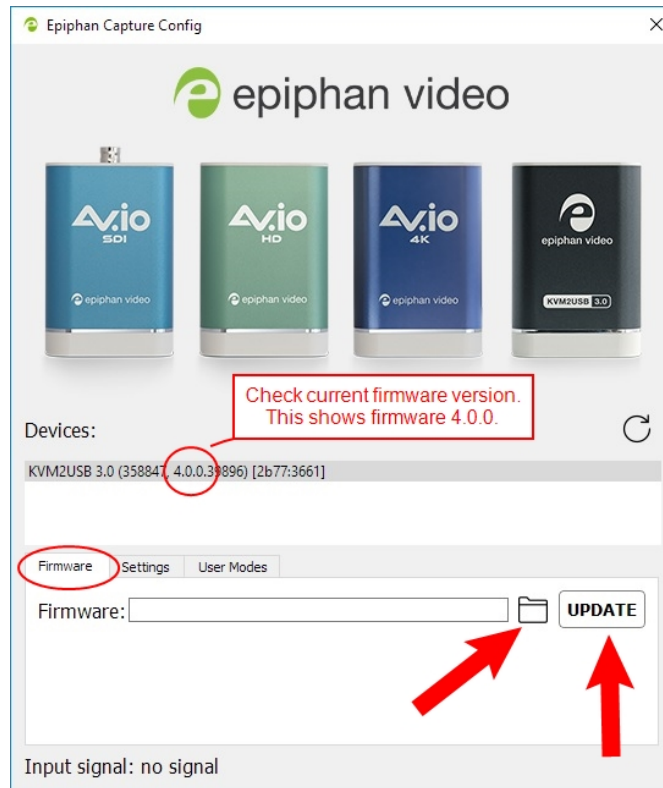 Epiphan Capture Config
epiphan video
AV.io
SDI
epiphan video
AV.io
HD
epiphan video
AV.io
4K
epiphan video
epiphan video
KVM2USB 3.0
Check current firmware version.
This shows firmware 4.0.0.
Devices:
KVM2USB 3.0 (358847, 4.0.0.39896) [2b77:3661]
Firmware Settings User Modes
Firmware: UPDATE
Input signal: no signal